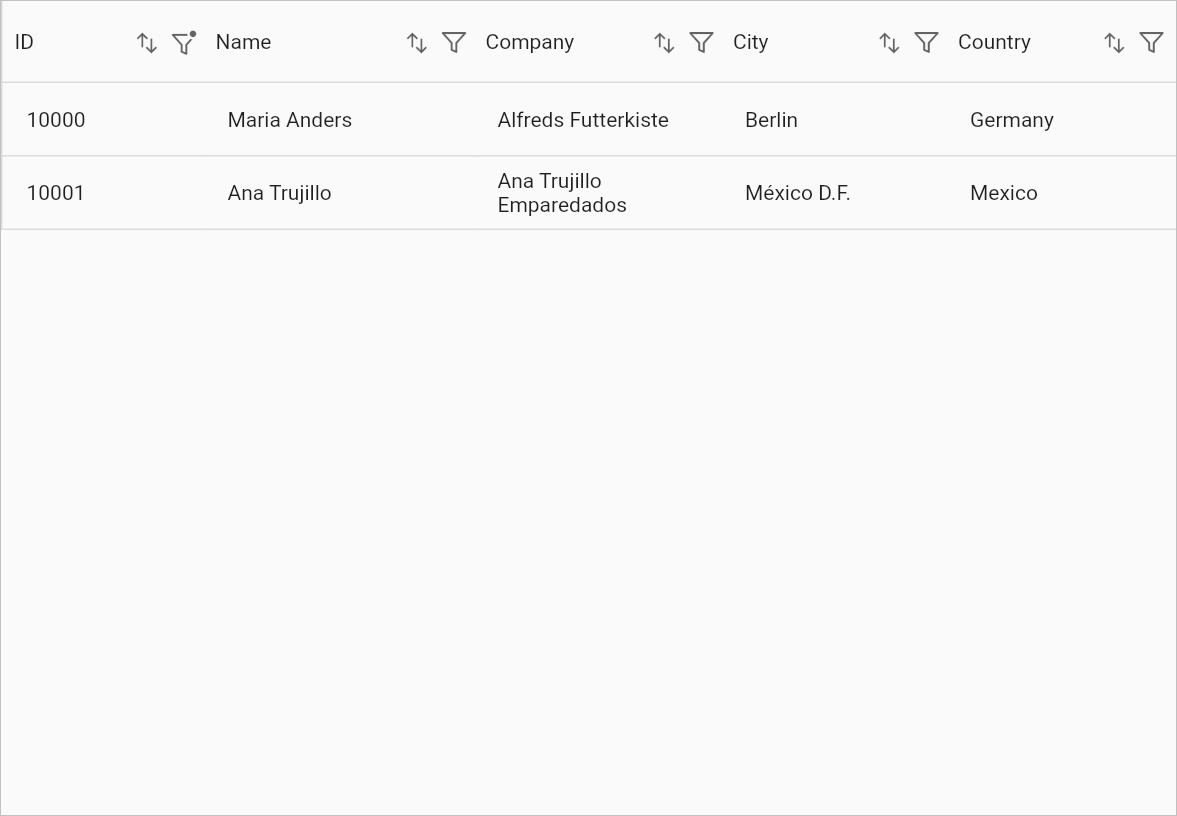 ID Name Company City Country
10000 Maria Anders Alfreds Futterkiste Berlin Germany
10001 Ana Trujillo Ana Trujillo México D.F. Mexico
Emparedados